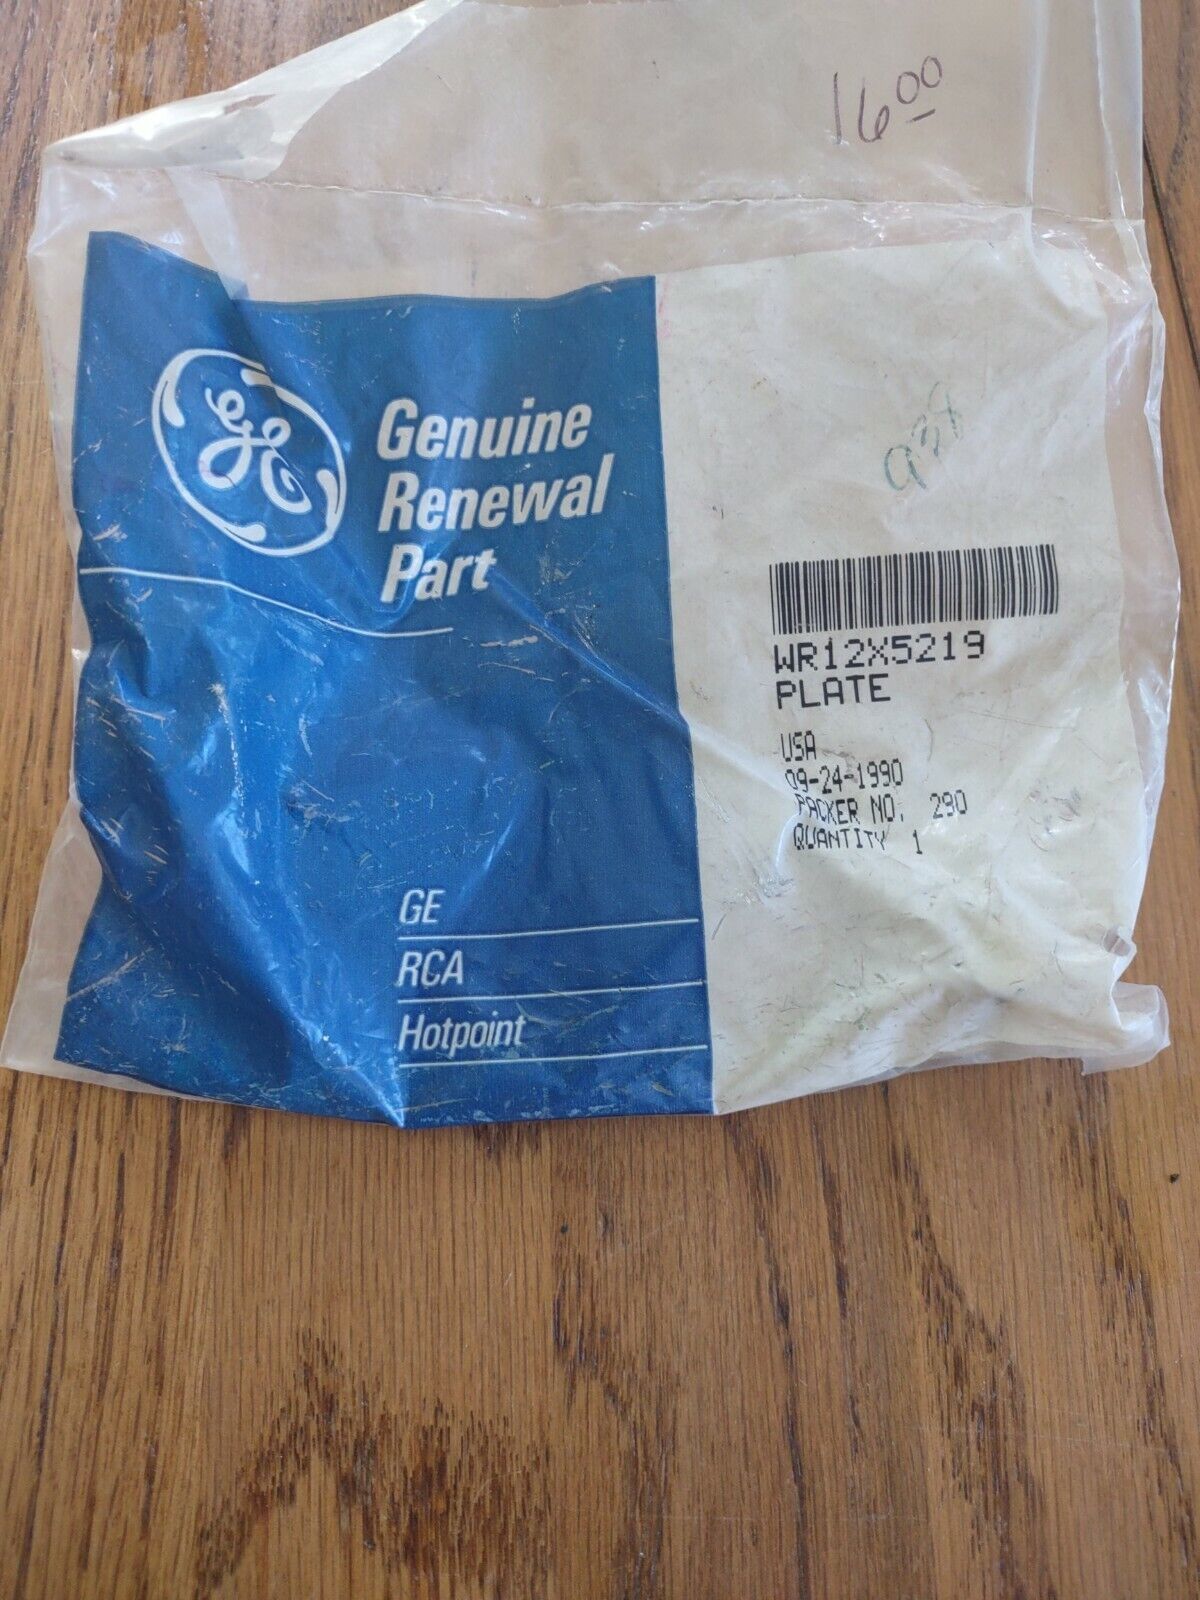 16.00
GE
Genuine
Renewal
Part
938
WR12X5219
PLATE
USA
09-24-1990
PACKER NO. 290
QUANTITY 1
GE
RCA
Hotpoint